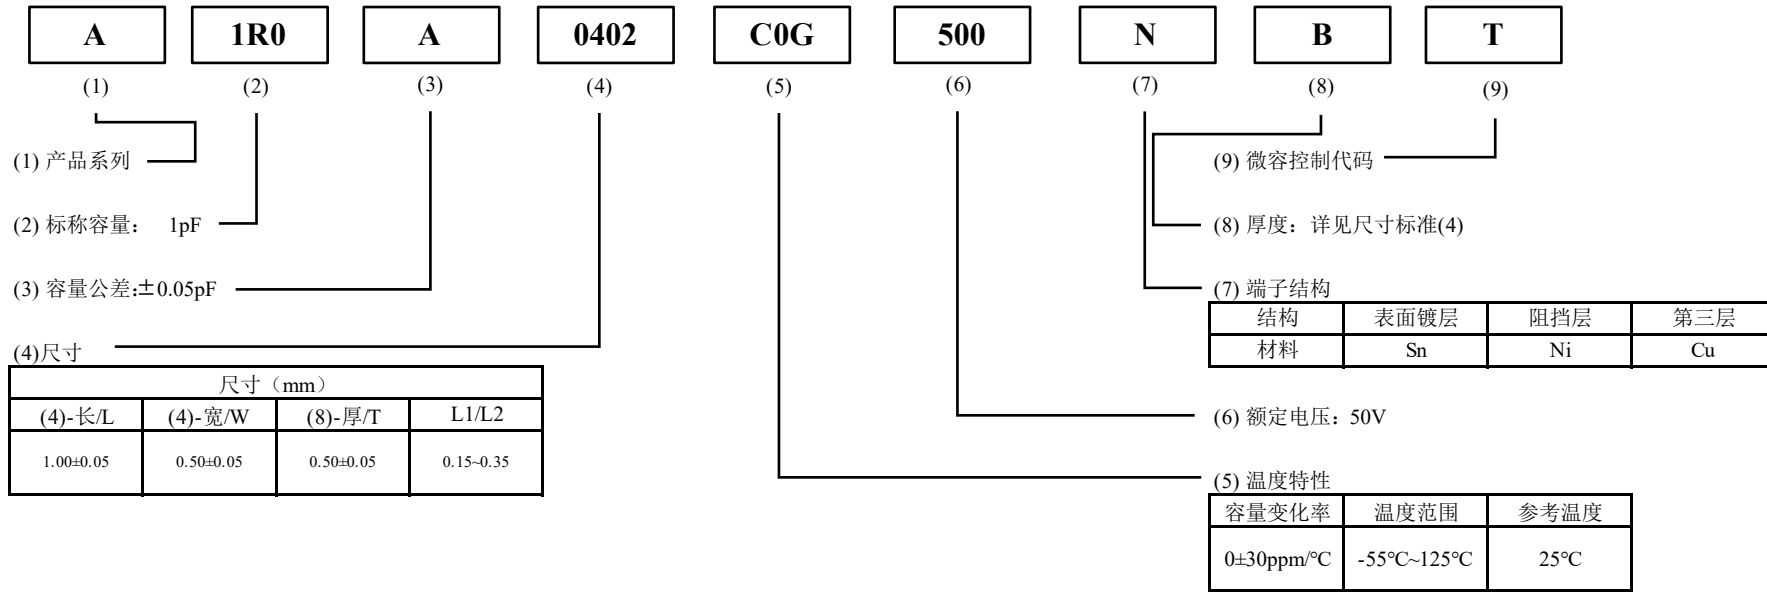 A 1R0 A 0402 C0G 500 N B T
(1) (2) (3) (4) (5) (6) (7) (8) (9)
(1) 产品系列
(2) 标称容量： 1pF
(3) 容量公差:±0.05pF
(4)尺寸
尺寸（mm）
(4)-长/L (4)-宽/W (8)-厚/T L1/L2
1.00±0.05 0.50±0.05 0.50±0.05 0.15~0.35
(9) 微容控制代码
(8) 厚度：详见尺寸标准(4)
(7) 端子结构
结构 表面镀层 阻挡层 第三层
材料 Sn Ni Cu
(6) 额定电压：50V
(5) 温度特性
容量变化率 温度范围 参考温度
0±30ppm/℃ -55℃~125℃ 25℃